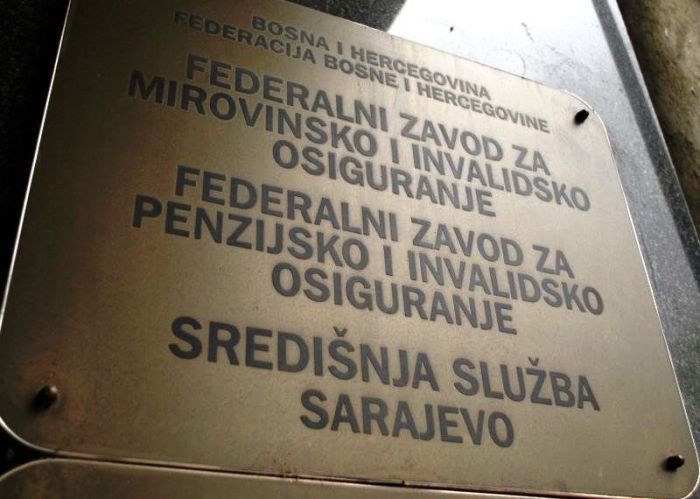 BOSNA I HERCEGOVINA
FEDERACIJA BOSNE I HERCEGOVINE
FEDERALNI ZAVOD ZA
MIROVINSKO I INVALIDSKO
OSIGURANJE
FEDERALNI ZAVOD ZA
PENZIJSKO I INVALIDSKO
OSIGURANJE
SREDIŠNJA SLUŽBA
SARAJEVO